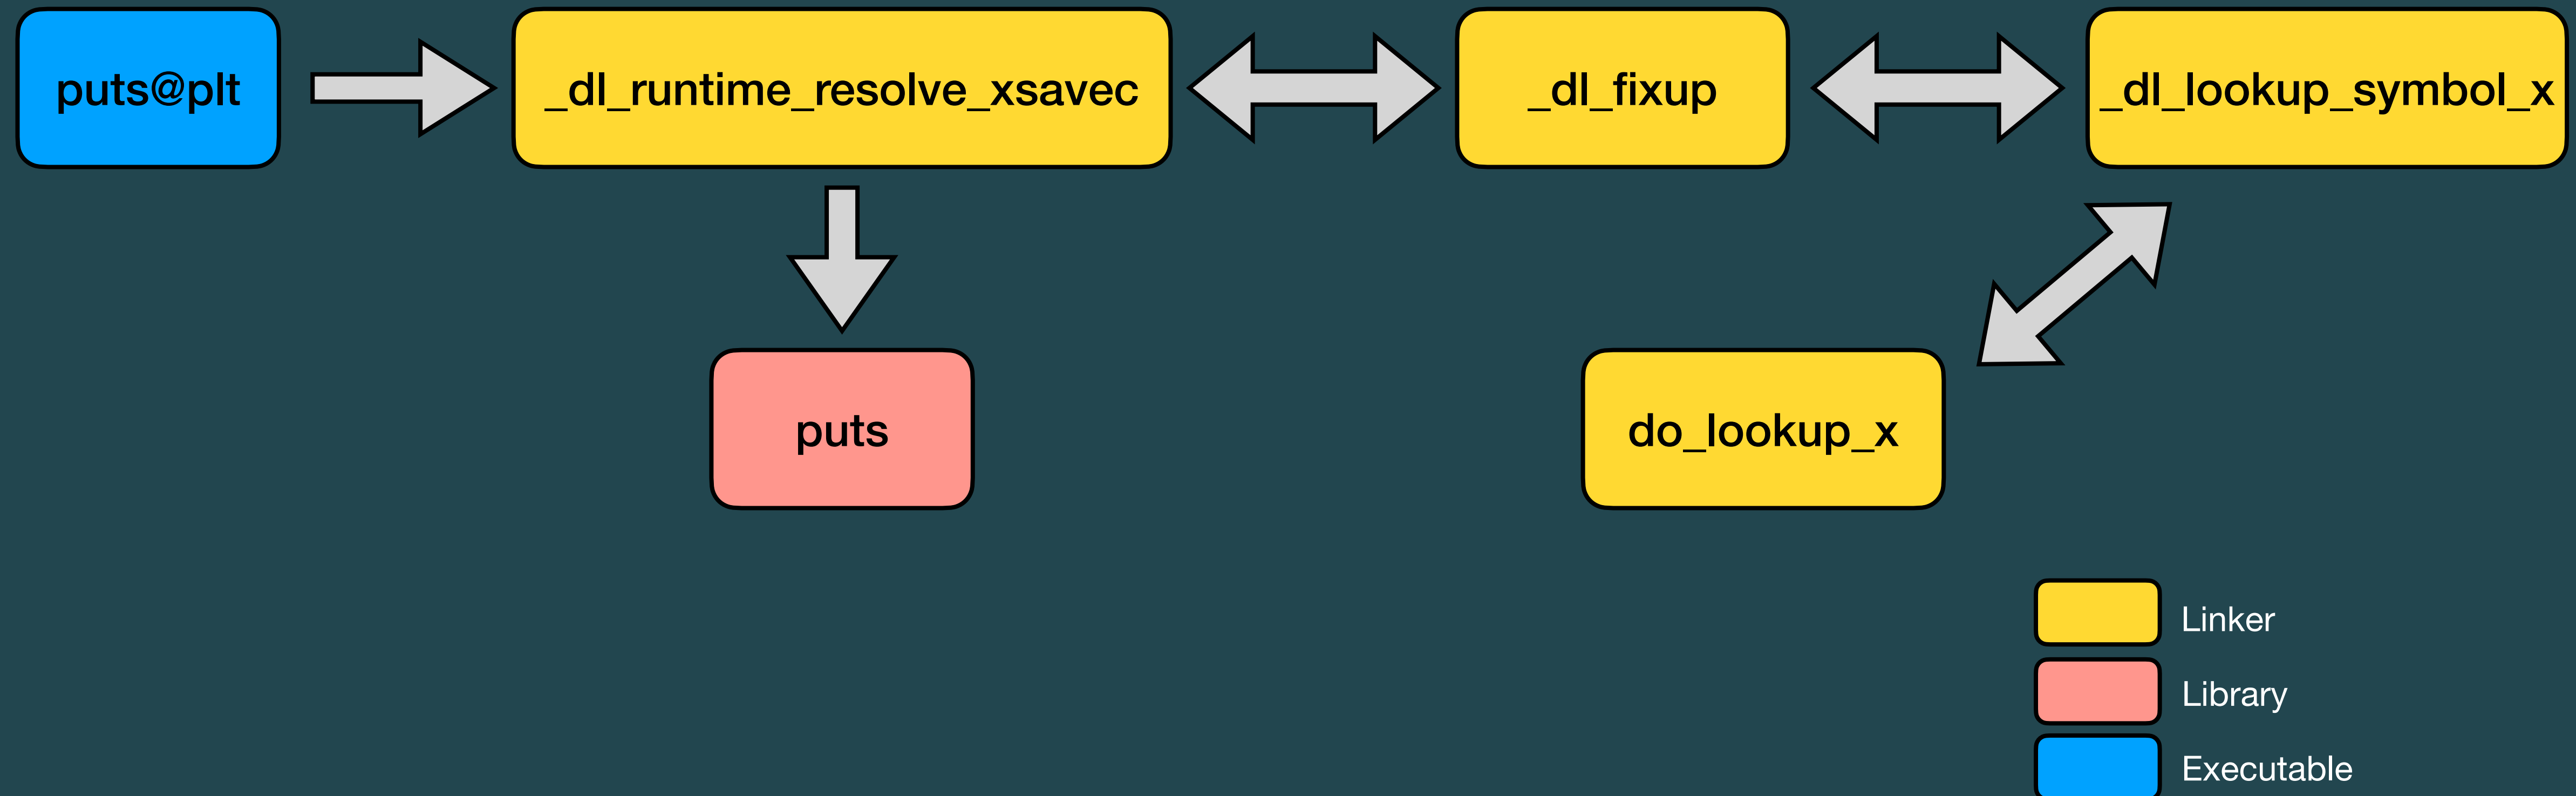 puts@plt
_dl_runtime_resolve_xsavec
_dl_fixup
_dl_lookup_symbol_x
puts
do_lookup_x
Linker
Library
Executable